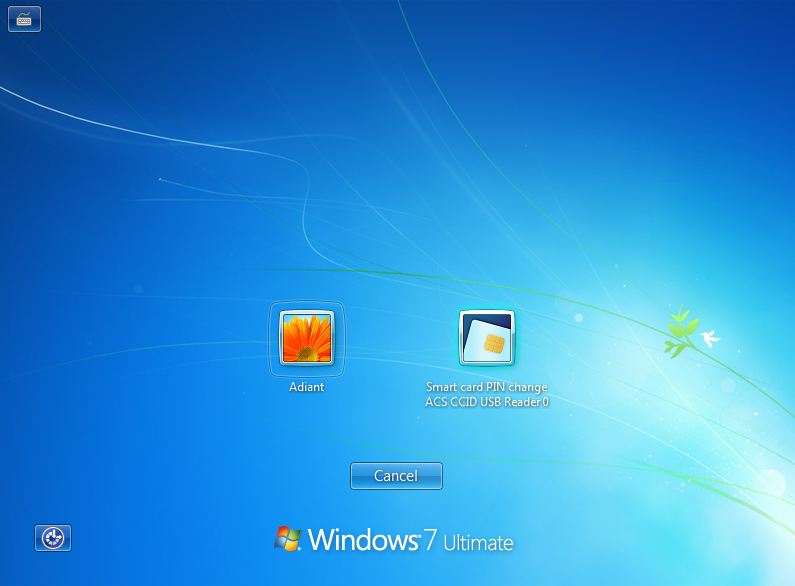 Adiant
Smart card PIN change
ACS CCID USB Reader 0
Cancel
Windows 7 Ultimate